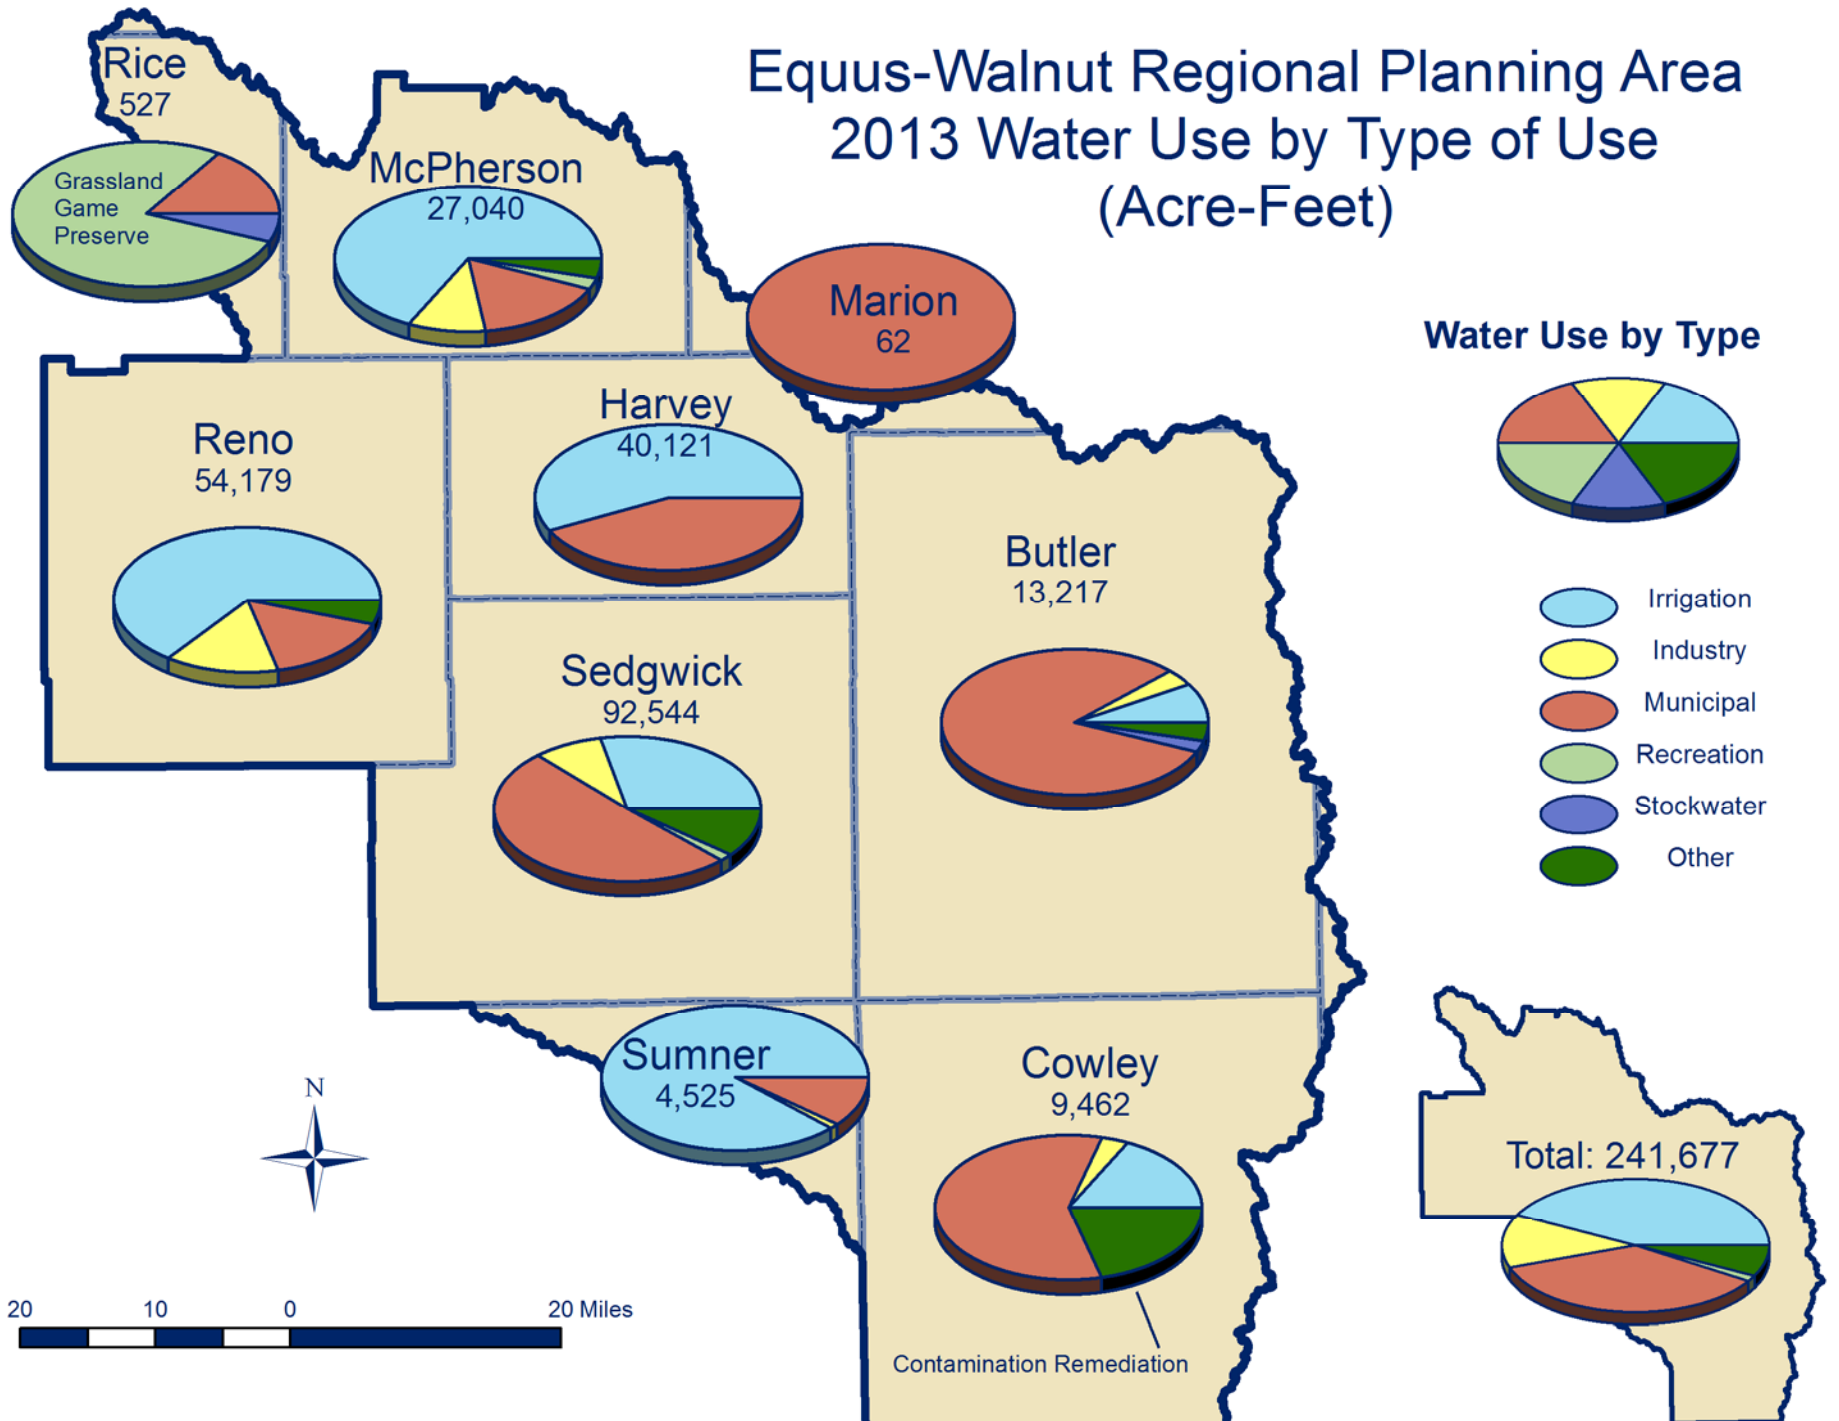 Equus-Walnut Regional Planning Area
2013 Water Use by Type of Use
(Acre-Feet)
Rice
527
Grassland
Game
Preserve
McPherson
27,040
Marion
62
Harvey
40,121
Reno
54,179
Butler
13,217
Sedgwick
92,544
Sumner
4,525
Cowley
9,462
Contamination Remediation
Water Use by Type
Irrigation
Industry
Municipal
Recreation
Stockwater
Other
Total: 241,677
N
20 10 0 20 Miles